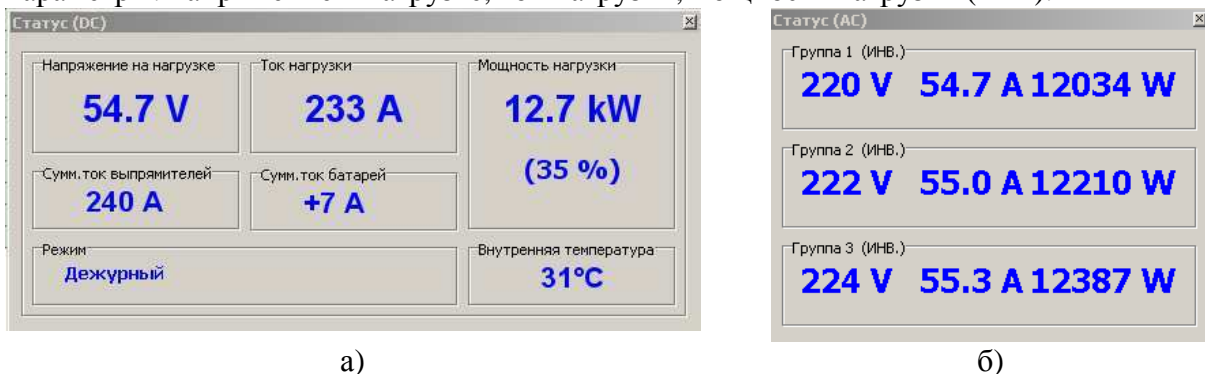 Статус (DC)
Напряжение на нагрузке
54.7 V
Ток нагрузки
233 A
Мощность нагрузки
12.7 kW
(35 %)
Сумм.ток выпрямителей
240 A
Сумм.ток батарей
+7 A
Режим
Дежурный
Внутренняя температура
31°C
а)
Статус (AC)
Группа 1 (ИНВ.)
220 V 54.7 A 12034 W
Группа 2 (ИНВ.)
222 V 55.0 A 12210 W
Группа 3 (ИНВ.)
224 V 55.3 A 12387 W
б)